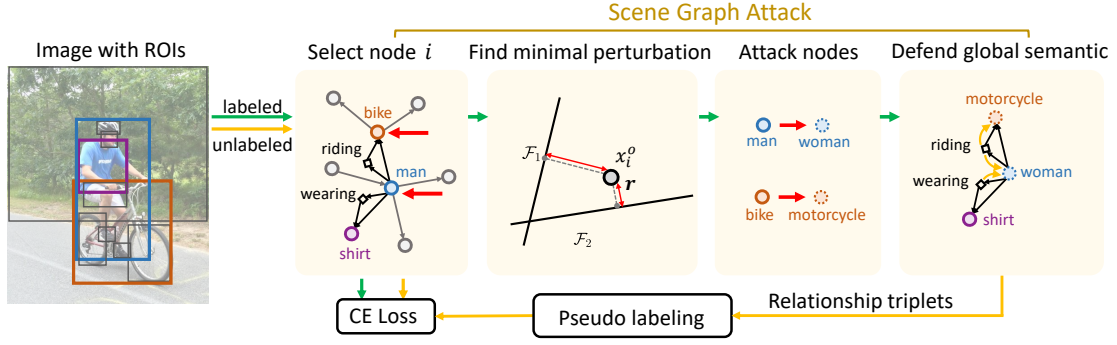 Scene Graph Attack
Image with ROIs
Select node i
Find minimal perturbation
Attack nodes
Defend global semantic
labeled
unlabeled
bike
riding
man
wearing
shirt
F₁
xᵢᵒ
r
F₂
man
woman
bike
motorcycle
motorcycle
riding
woman
wearing
shirt
CE Loss
Pseudo labeling
Relationship triplets